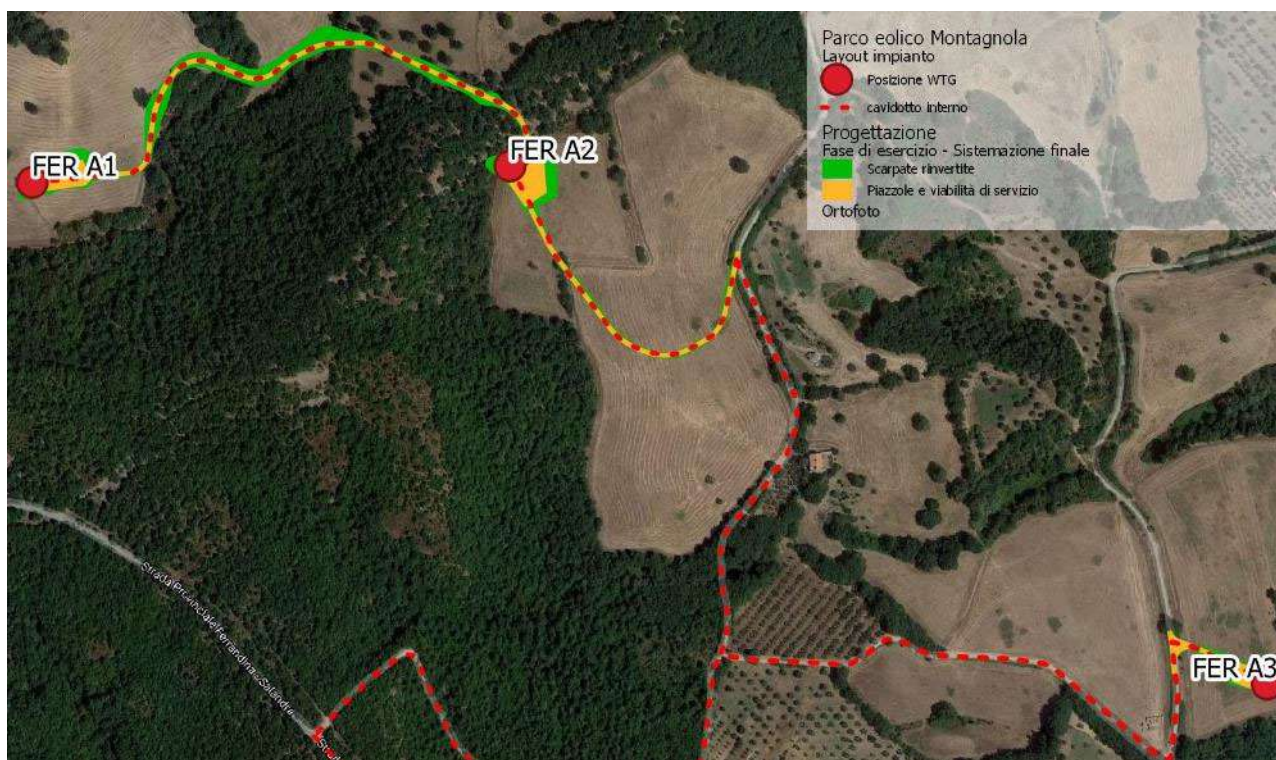 Parco eolico Montagnola
Layout impianto
Posizione WTG
cavidotto interno
Progettazione
Fase di esercizio - Sistemazione finale
Scarpate rinvertite
Piazzole e viabilità di servizio
Ortofoto
FER A1
FER A2
FER A3
Strada Provinciale Ferrandina - Salandra